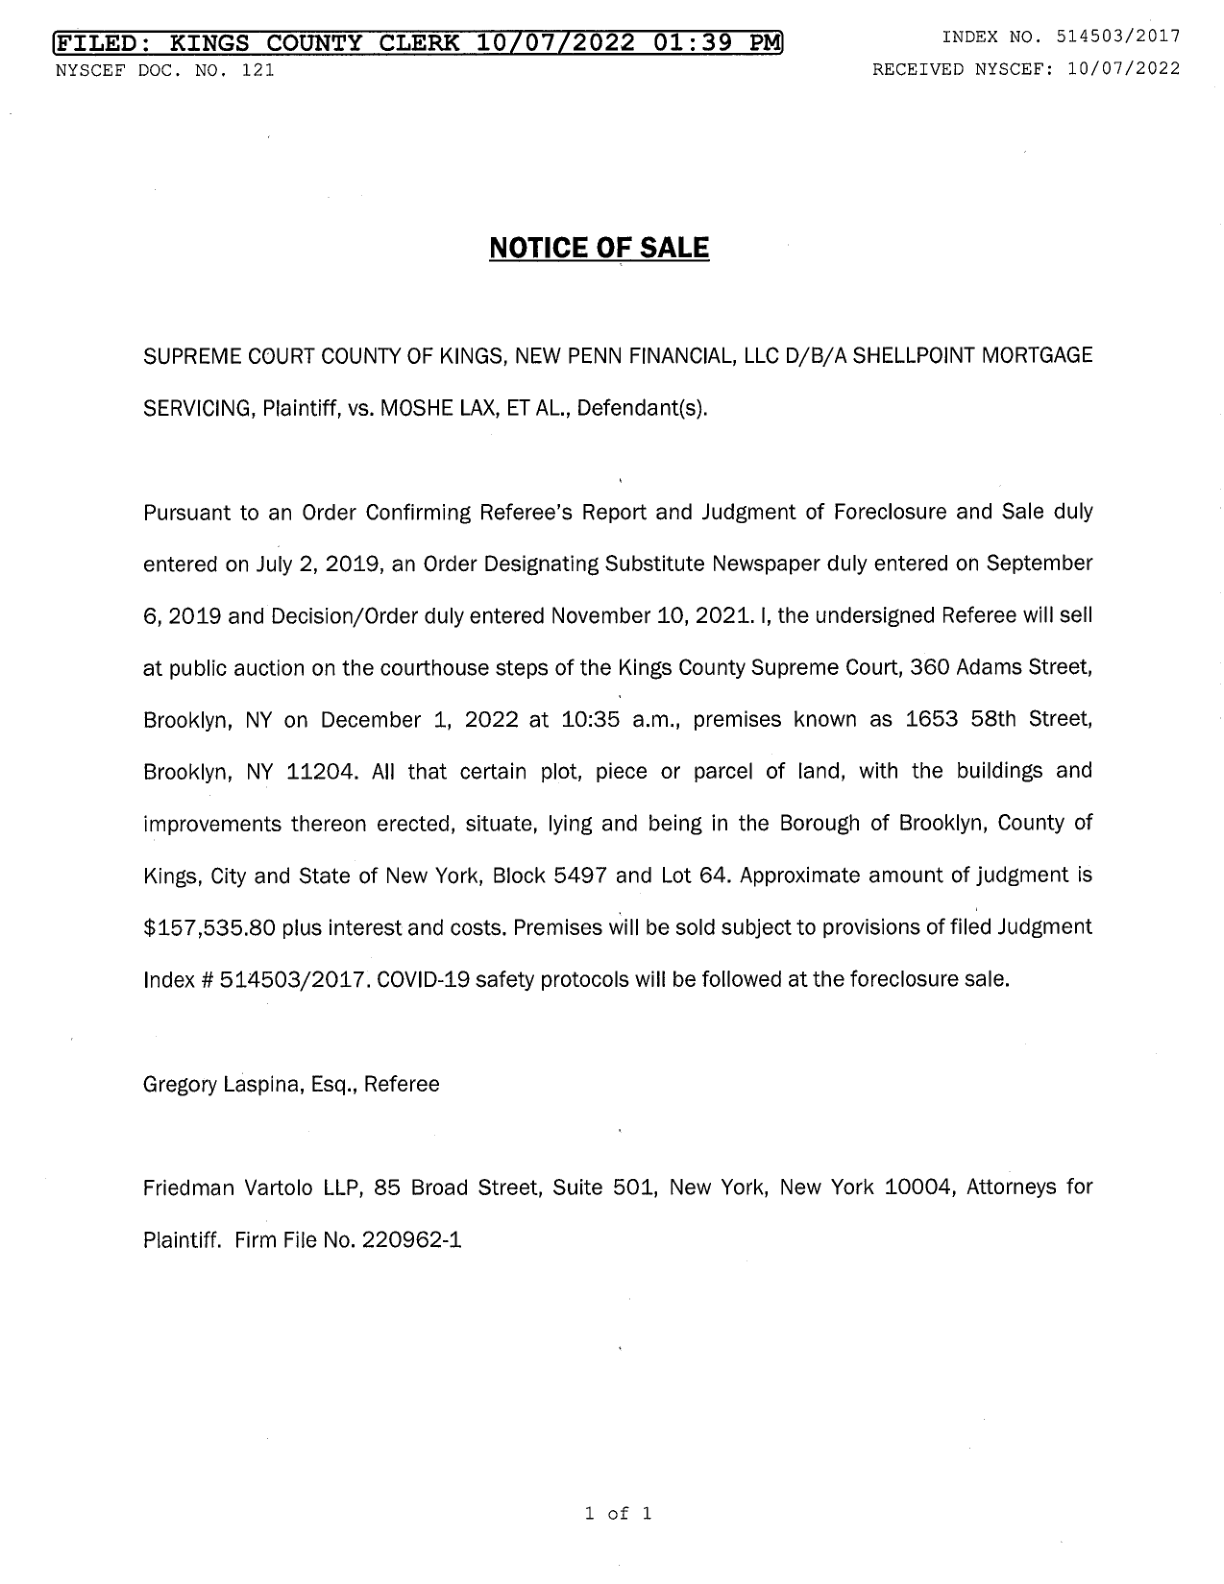 FILED: KINGS COUNTY CLERK 10/07/2022 01:39 PM
INDEX NO. 514503/2017
NYSCEF DOC. NO. 121
RECEIVED NYSCEF: 10/07/2022
NOTICE OF SALE
SUPREME COURT COUNTY OF KINGS, NEW PENN FINANCIAL, LLC D/B/A SHELLPOINT MORTGAGE
SERVICING, Plaintiff, vs. MOSHE LAX, ET AL., Defendant(s).
Pursuant to an Order Confirming Referee's Report and Judgment of Foreclosure and Sale duly
entered on July 2, 2019, an Order Designating Substitute Newspaper duly entered on September
6, 2019 and Decision/Order duly entered November 10, 2021. I, the undersigned Referee will sell
at public auction on the courthouse steps of the Kings County Supreme Court, 360 Adams Street,
Brooklyn, NY on December 1, 2022 at 10:35 a.m., premises known as 1653 58th Street,
Brooklyn, NY 11204. All that certain plot, piece or parcel of land, with the buildings and
improvements thereon erected, situate, lying and being in the Borough of Brooklyn, County of
Kings, City and State of New York, Block 5497 and Lot 64. Approximate amount of judgment is
$157,535.80 plus interest and costs. Premises will be sold subject to provisions of filed Judgment
Index # 514503/2017. COVID-19 safety protocols will be followed at the foreclosure sale.
Gregory Laspina, Esq., Referee
Friedman Vartolo LLP, 85 Broad Street, Suite 501, New York, New York 10004, Attorneys for
Plaintiff. Firm File No. 220962-1
1 of 1